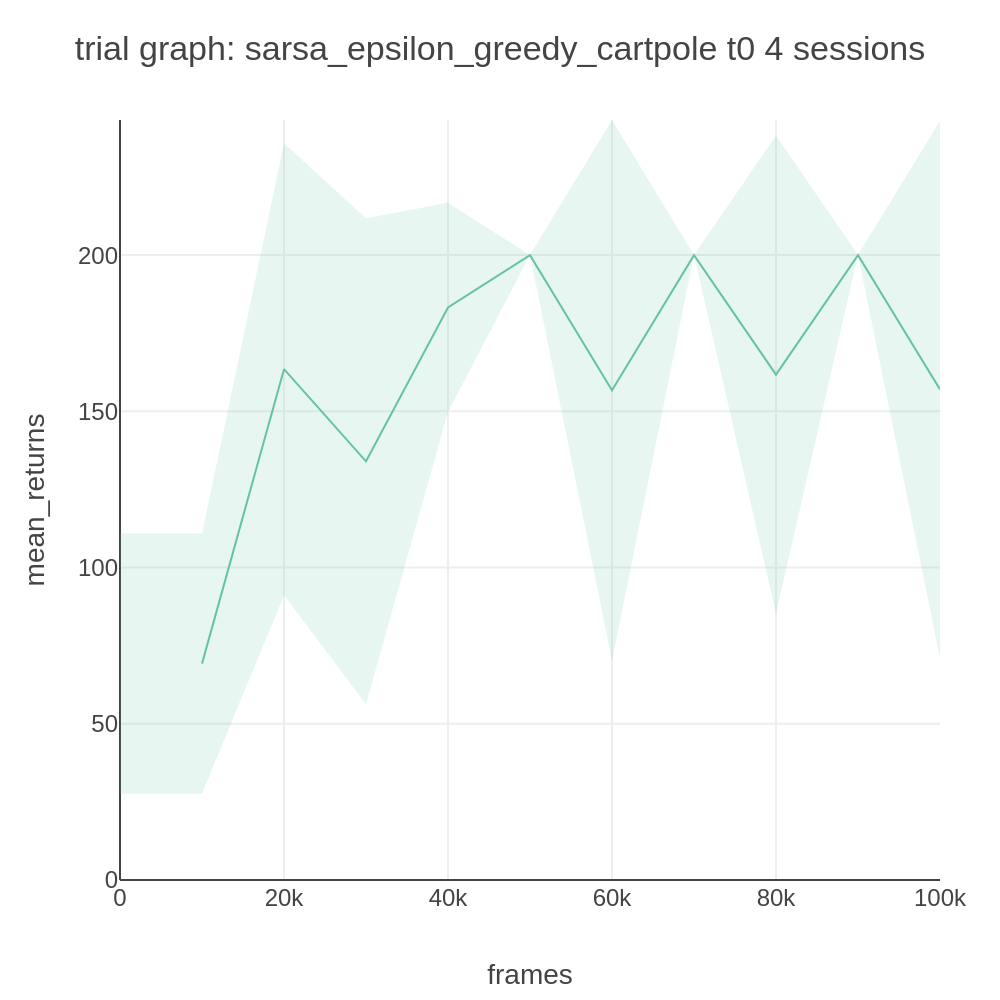 trial graph: sarsa_epsilon_greedy_cartpole t0 4 sessions
mean_returns
200
150
100
50
0
0 20k 40k 60k 80k 100k
frames